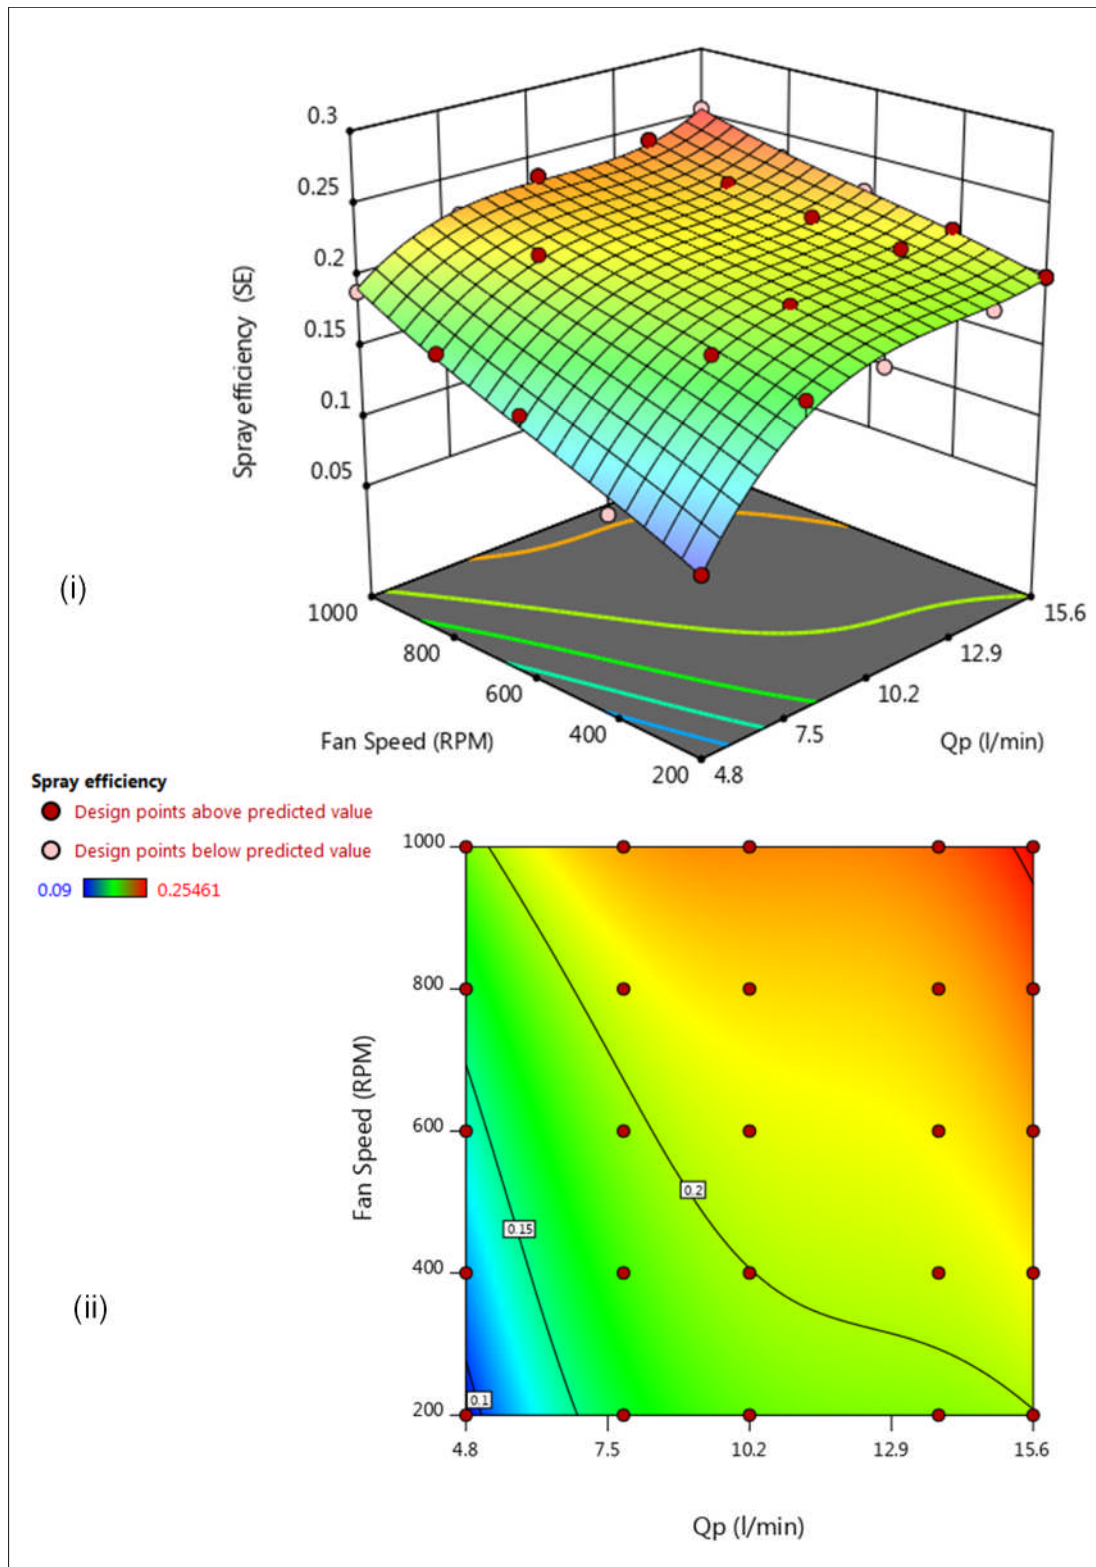 0.3
0.25
0.2
0.15
0.1
0.05
Spray efficiency (SE)
(i)
1000
800
600
400
200
Fan Speed (RPM)
15.6
12.9
10.2
7.5
4.8
Qp (l/min)
Spray efficiency
Design points above predicted value
Design points below predicted value
0.09 0.25461
(ii)
1000
800
600
400
200
Fan Speed (RPM)
0.2
0.15
0.1
4.8 7.5 10.2 12.9 15.6
Qp (l/min)